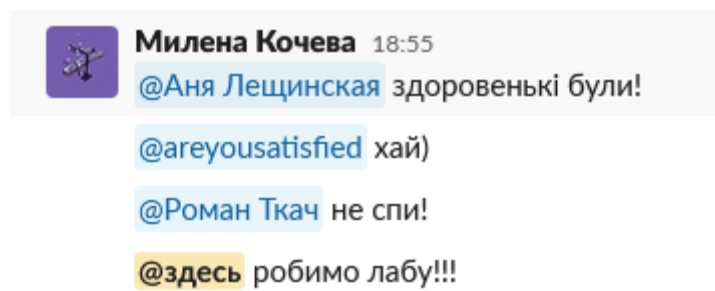 Милена Кочева 18:55
@Аня Лещинская здоровенькі були!
@areyousatisfied хай)
@Роман Ткач не спи!
@здесь робимо лабу!!!